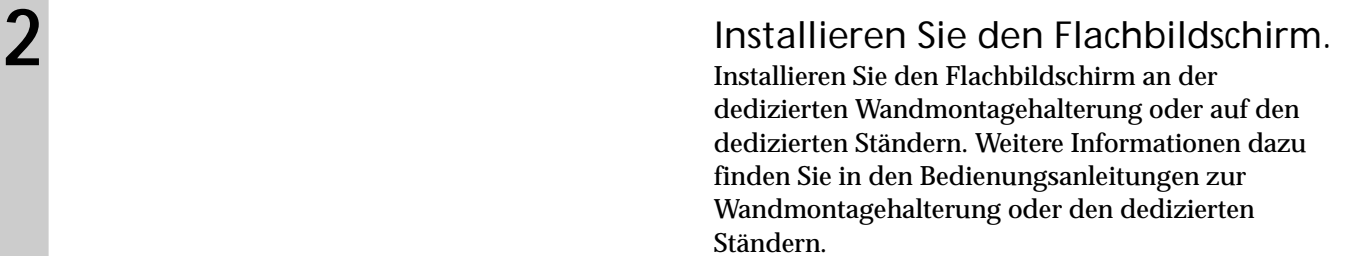 2
Installieren Sie den Flachbildschirm.
Installieren Sie den Flachbildschirm an der
dedizierten Wandmontagehalterung oder auf den
dedizierten Ständern. Weitere Informationen dazu
finden Sie in den Bedienungsanleitungen zur
Wandmontagehalterung oder den dedizierten
Ständern.